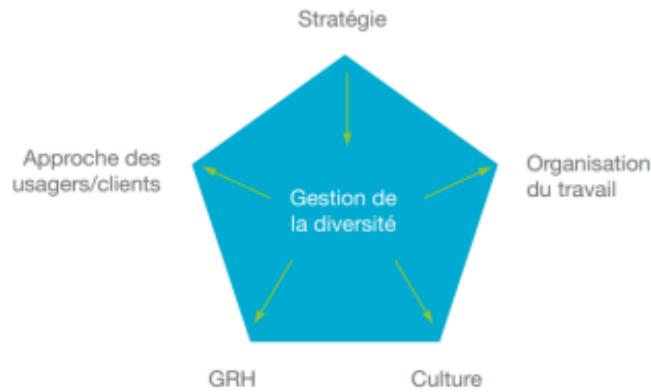 Stratégie
Approche des
usagers/clients
Organisation
du travail
Gestion de
la diversité
GRH
Culture